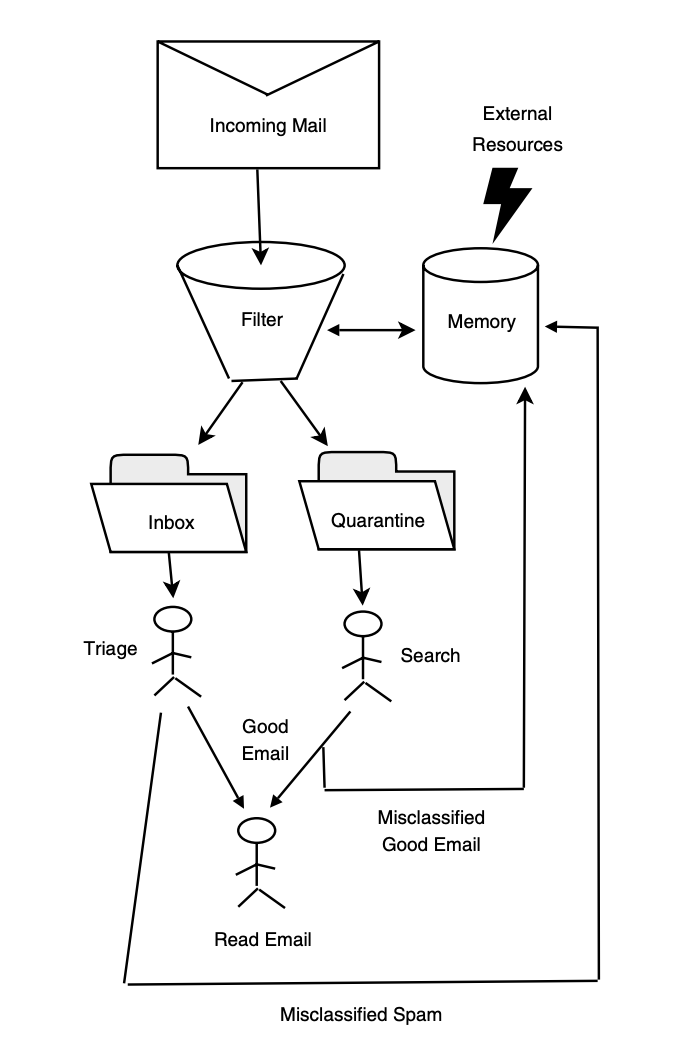 Incoming Mail
External
Resources
Filter
Memory
Inbox
Quarantine
Triage
Search
Good
Email
Misclassified
Good Email
Read Email
Misclassified Spam